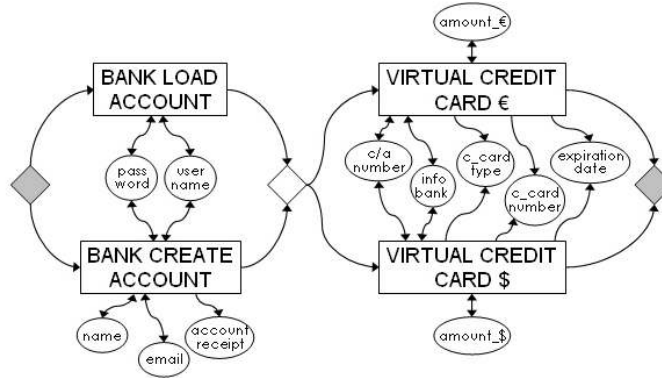 amount_€
BANK LOAD
ACCOUNT
VIRTUAL CREDIT
CARD €
pass
word
user
name
c/a
number
info
bank
c_card
type
c_card
number
expiration
date
BANK CREATE
ACCOUNT
VIRTUAL CREDIT
CARD $
name
email
account
receipt
amount_$